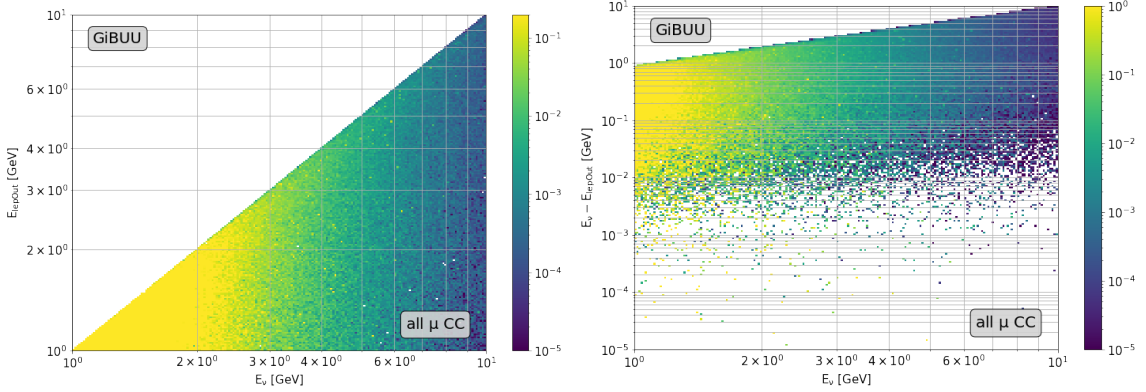 GiBUU
all μ CC
E_lepOut [GeV]
10¹
6 × 10⁰
4 × 10⁰
3 × 10⁰
2 × 10⁰
10⁰
10⁰
2 × 10⁰
3 × 10⁰
4 × 10⁰
6 × 10⁰
10¹
E_ν [GeV]
10⁻¹
10⁻²
10⁻³
10⁻⁴
10⁻⁵
GiBUU
all μ CC
E_ν − E_lepOut [GeV]
10¹
10⁰
10⁻¹
10⁻²
10⁻³
10⁻⁴
10⁻⁵
10⁰
2 × 10⁰
3 × 10⁰
4 × 10⁰
6 × 10⁰
10¹
E_ν [GeV]
10⁰
10⁻¹
10⁻²
10⁻³
10⁻⁴
10⁻⁵